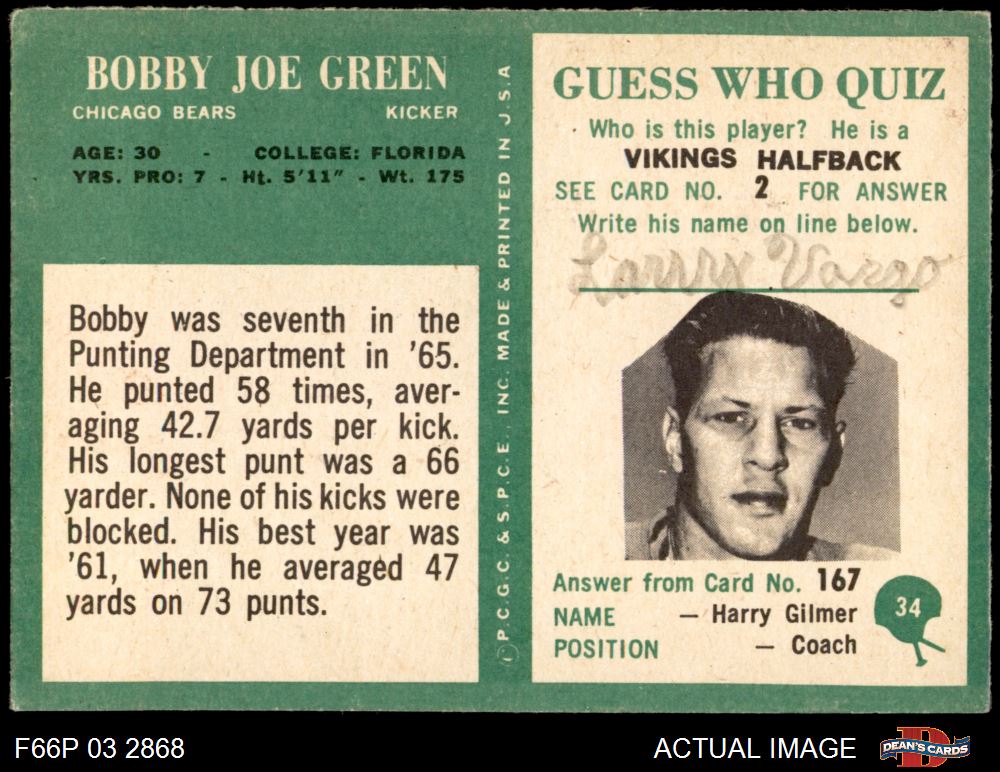 BOBBY JOE GREEN
CHICAGO BEARS KICKER
AGE: 30 - COLLEGE: FLORIDA
YRS. PRO: 7 - Ht. 5'11" - Wt. 175
Bobby was seventh in the
Punting Department in '65.
He punted 58 times, aver-
aging 42.7 yards per kick.
His longest punt was a 66
yarder. None of his kicks were
blocked. His best year was
'61, when he averaged 47
yards on 73 punts.
©P.C.G.C. & S.P.C.E., INC. MADE & PRINTED IN U.S.A
GUESS WHO QUIZ
Who is this player? He is a
VIKINGS HALFBACK
SEE CARD NO. 2 FOR ANSWER
Write his name on line below.
Larrry Vargo
Answer from Card No. 167
NAME — Harry Gilmer
POSITION — Coach
34
F66P 03 2868
ACTUAL IMAGE
D
DEAN'S CARDS